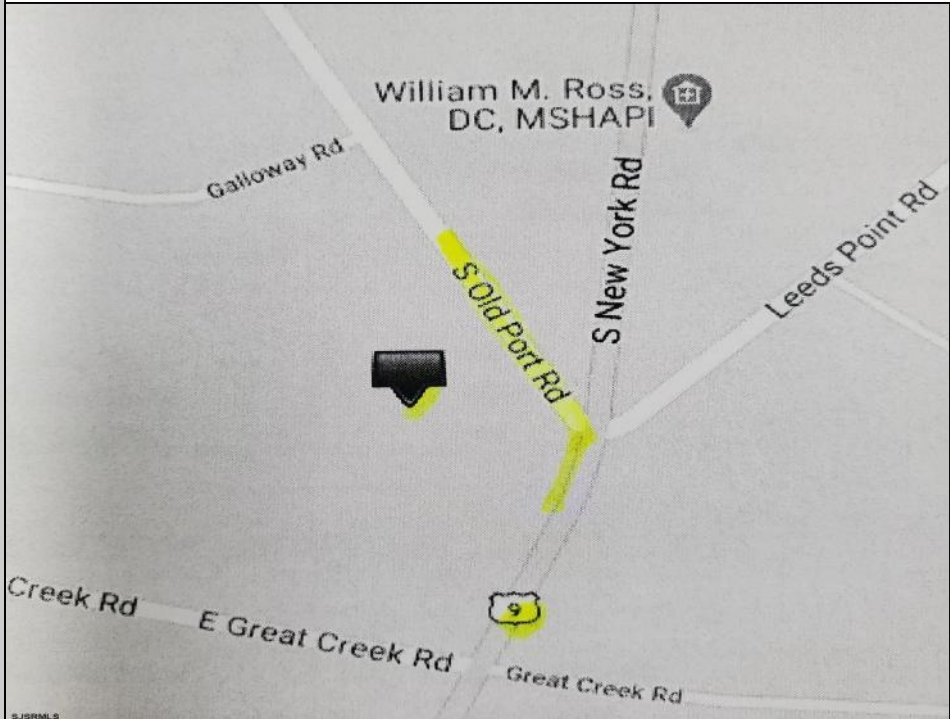 William M. Ross,
DC, MSHAPI
Galloway Rd
S New York Rd
Leeds Point Rd
S Old Port Rd
9
Creek Rd
E Great Creek Rd
Great Creek Rd
SJSRMLS